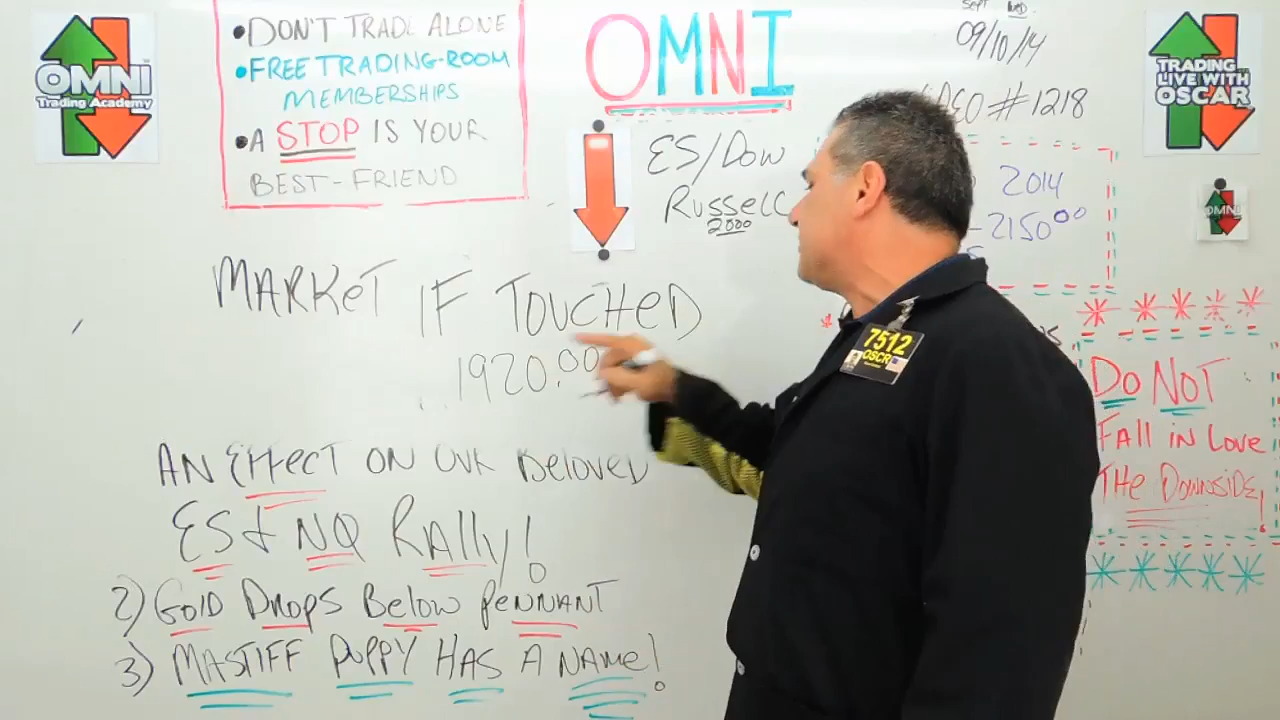 OMNI
Trading Academy
•DON'T TRADE ALONE
•FREE TRADING-ROOM
MEMBERSHIPS
•A STOP IS YOUR
BEST-FRIEND
OMNI
ES/DOW
RUSSELL
2000
SEPT WED.
09/10/14
#1218
2014
2150⁰⁰
TRADING
LIVE WITH
OSCAR
OMNI
MARKET IF TOUCHED
1920.⁰⁰
7512
OSCR
AN EFFECT ON OUR BELOVED
ES & NQ RALLY!
2) GOLD DROPS BELOW PENNANT
3) MASTIFF PUPPY HAS A NAME!
DO NOT
FALL IN LOVE
THE DOWNSIDE!